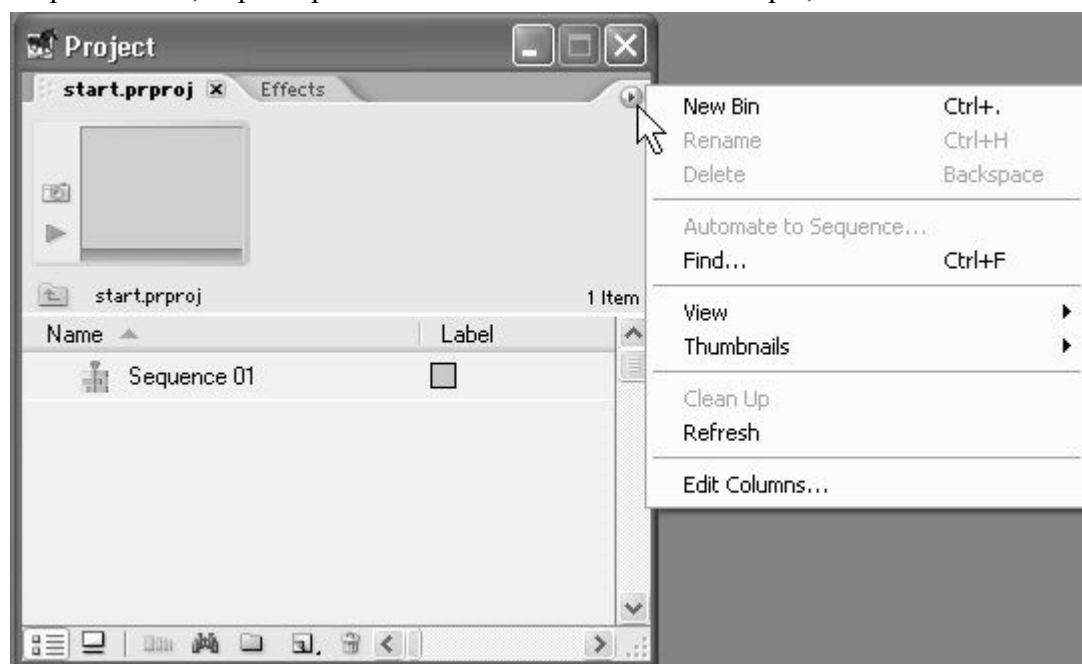 Project
start.prproj Effects
start.prproj 1 Item
Name Label
Sequence 01
New Bin Ctrl+.
Rename Ctrl+H
Delete Backspace
Automate to Sequence...
Find... Ctrl+F
View
Thumbnails
Clean Up
Refresh
Edit Columns...